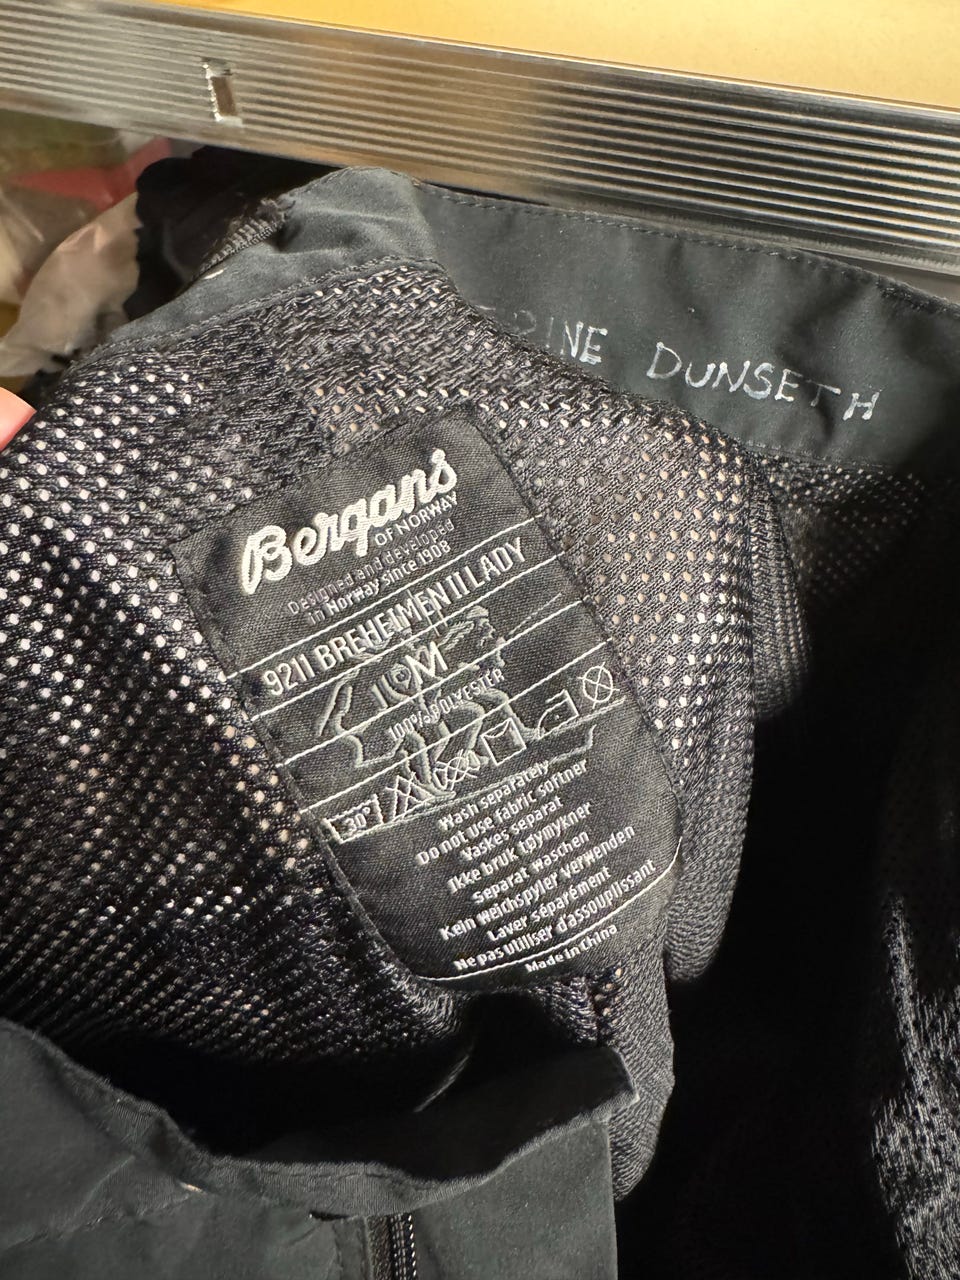 DUNSETH
Bergans
OF NORWAY
Designed and developed
in Norway since 1908
9211 BREHEIMEN II LADY
M
100% POLYESTER
30°
Wash separately
Do not use fabric softner
Vaskes separat
Ikke bruk tøymykner
Separat waschen
Kein weichspyler verwenden
Laver séparément
Ne pas utiliser d'assouplissant
Made in China